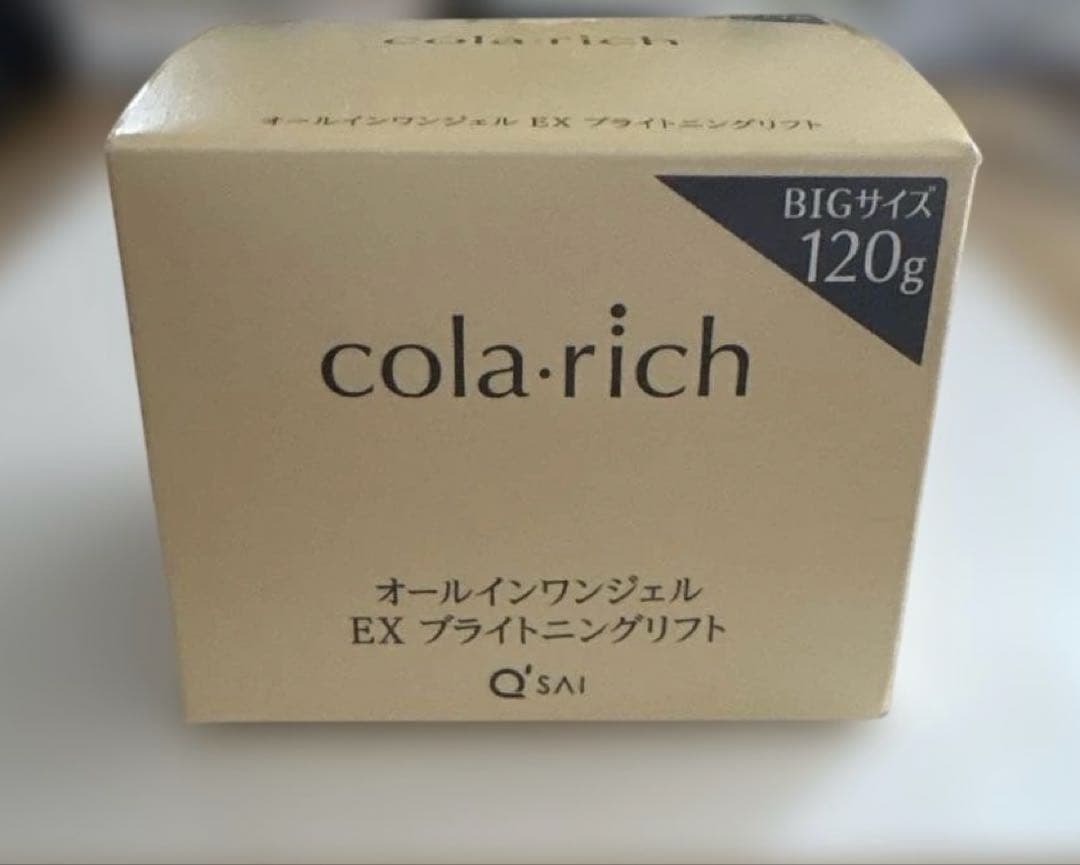 cola·rich
オールインワンジェル EX ブライトニングリフト
BIGサイズ
120g
cola·rich
オールインワンジェル
EX ブライトニングリフト
Q'SAI